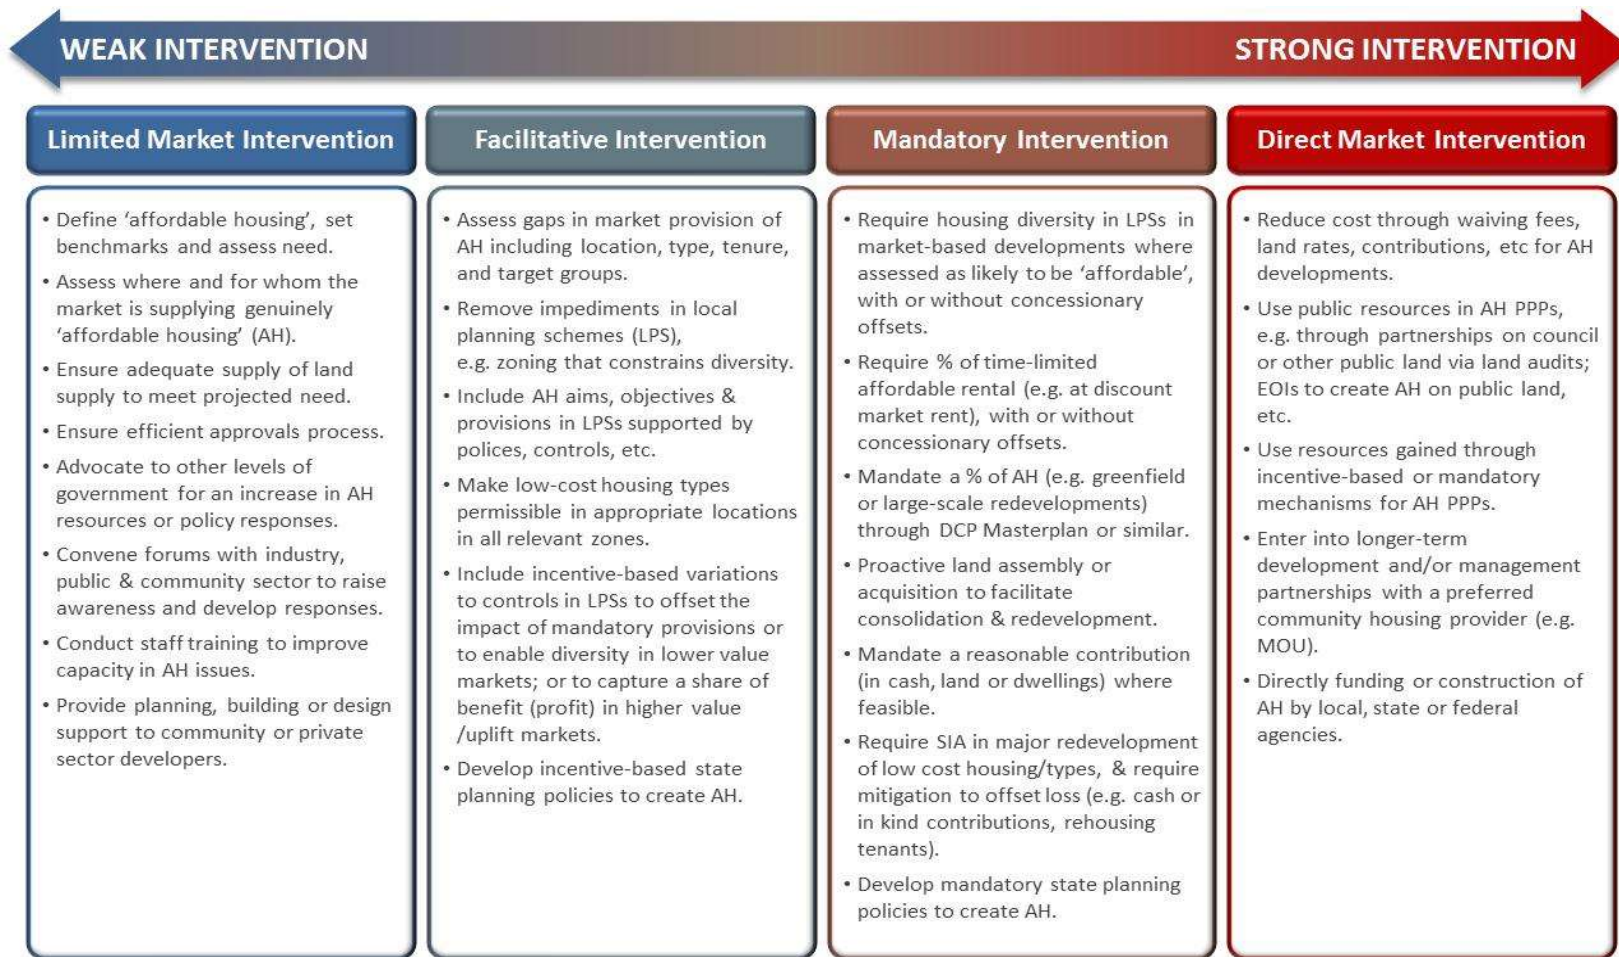 WEAK INTERVENTION
STRONG INTERVENTION
Limited Market Intervention
• Define ‘affordable housing’, set
benchmarks and assess need.
• Assess where and for whom the
market is supplying genuinely
‘affordable housing’ (AH).
• Ensure adequate supply of land
supply to meet projected need.
• Ensure efficient approvals process.
• Advocate to other levels of
government for an increase in AH
resources or policy responses.
• Convene forums with industry,
public & community sector to raise
awareness and develop responses.
• Conduct staff training to improve
capacity in AH issues.
• Provide planning, building or design
support to community or private
sector developers.
Facilitative Intervention
• Assess gaps in market provision of
AH including location, type, tenure,
and target groups.
• Remove impediments in local
planning schemes (LPS),
e.g. zoning that constrains diversity.
• Include AH aims, objectives &
provisions in LPSs supported by
polices, controls, etc.
• Make low-cost housing types
permissible in appropriate locations
in all relevant zones.
• Include incentive-based variations
to controls in LPSs to offset the
impact of mandatory provisions or
to enable diversity in lower value
markets; or to capture a share of
benefit (profit) in higher value
/uplift markets.
• Develop incentive-based state
planning policies to create AH.
Mandatory Intervention
• Require housing diversity in LPSs in
market-based developments where
assessed as likely to be ‘affordable’,
with or without concessionary
offsets.
• Require % of time-limited
affordable rental (e.g. at discount
market rent), with or without
concessionary offsets.
• Mandate a % of AH (e.g. greenfield
or large-scale redevelopments)
through DCP Masterplan or similar.
• Proactive land assembly or
acquisition to facilitate
consolidation & redevelopment.
• Mandate a reasonable contribution
(in cash, land or dwellings) where
feasible.
• Require SIA in major redevelopment
of low cost housing/types, & require
mitigation to offset loss (e.g. cash or
in kind contributions, rehousing
tenants).
• Develop mandatory state planning
policies to create AH.
Direct Market Intervention
• Reduce cost through waiving fees,
land rates, contributions, etc for AH
developments.
• Use public resources in AH PPPs,
e.g. through partnerships on council
or other public land via land audits;
EOIs to create AH on public land,
etc.
• Use resources gained through
incentive-based or mandatory
mechanisms for AH PPPs.
• Enter into longer-term
development and/or management
partnerships with a preferred
community housing provider (e.g.
MOU).
• Directly funding or construction of
AH by local, state or federal
agencies.